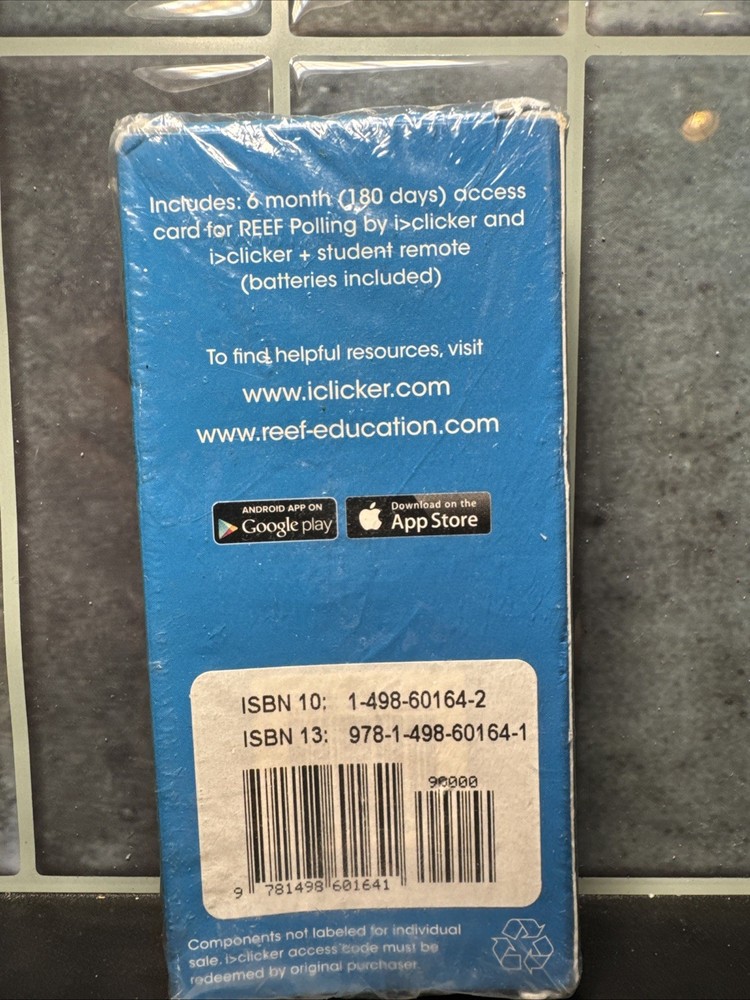 Includes: 6 month (180 days) access
card for REEF Polling by i>clicker and
i>clicker + student remote
(batteries included)
To find helpful resources, visit
www.iclicker.com
www.reef-education.com
ANDROID APP ON
Google play
Download on the
App Store
ISBN 10: 1-498-60164-2
ISBN 13: 978-1-498-60164-1
90000
9 781498 601641
Components not labeled for individual
sale. i>clicker access code must be
redeemed by original purchaser.